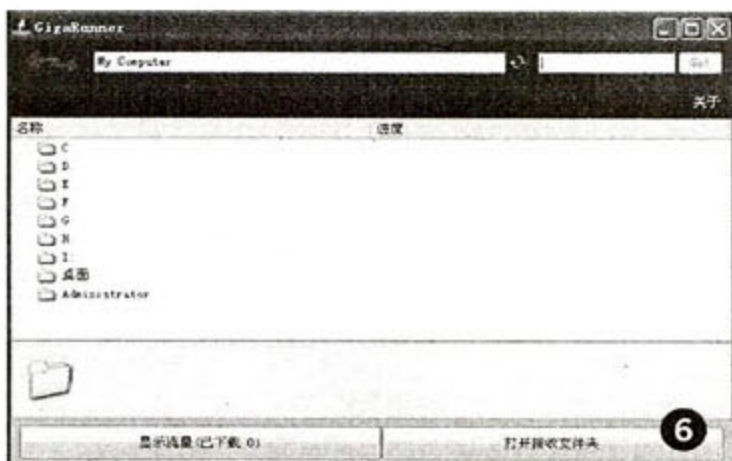 GigaRunner
My Computer
Go!
关于
名称 进度
C
D
E
F
G
H
I:
桌面
Administrator
显示流量(已下载 0)
打开接收文件夹
6